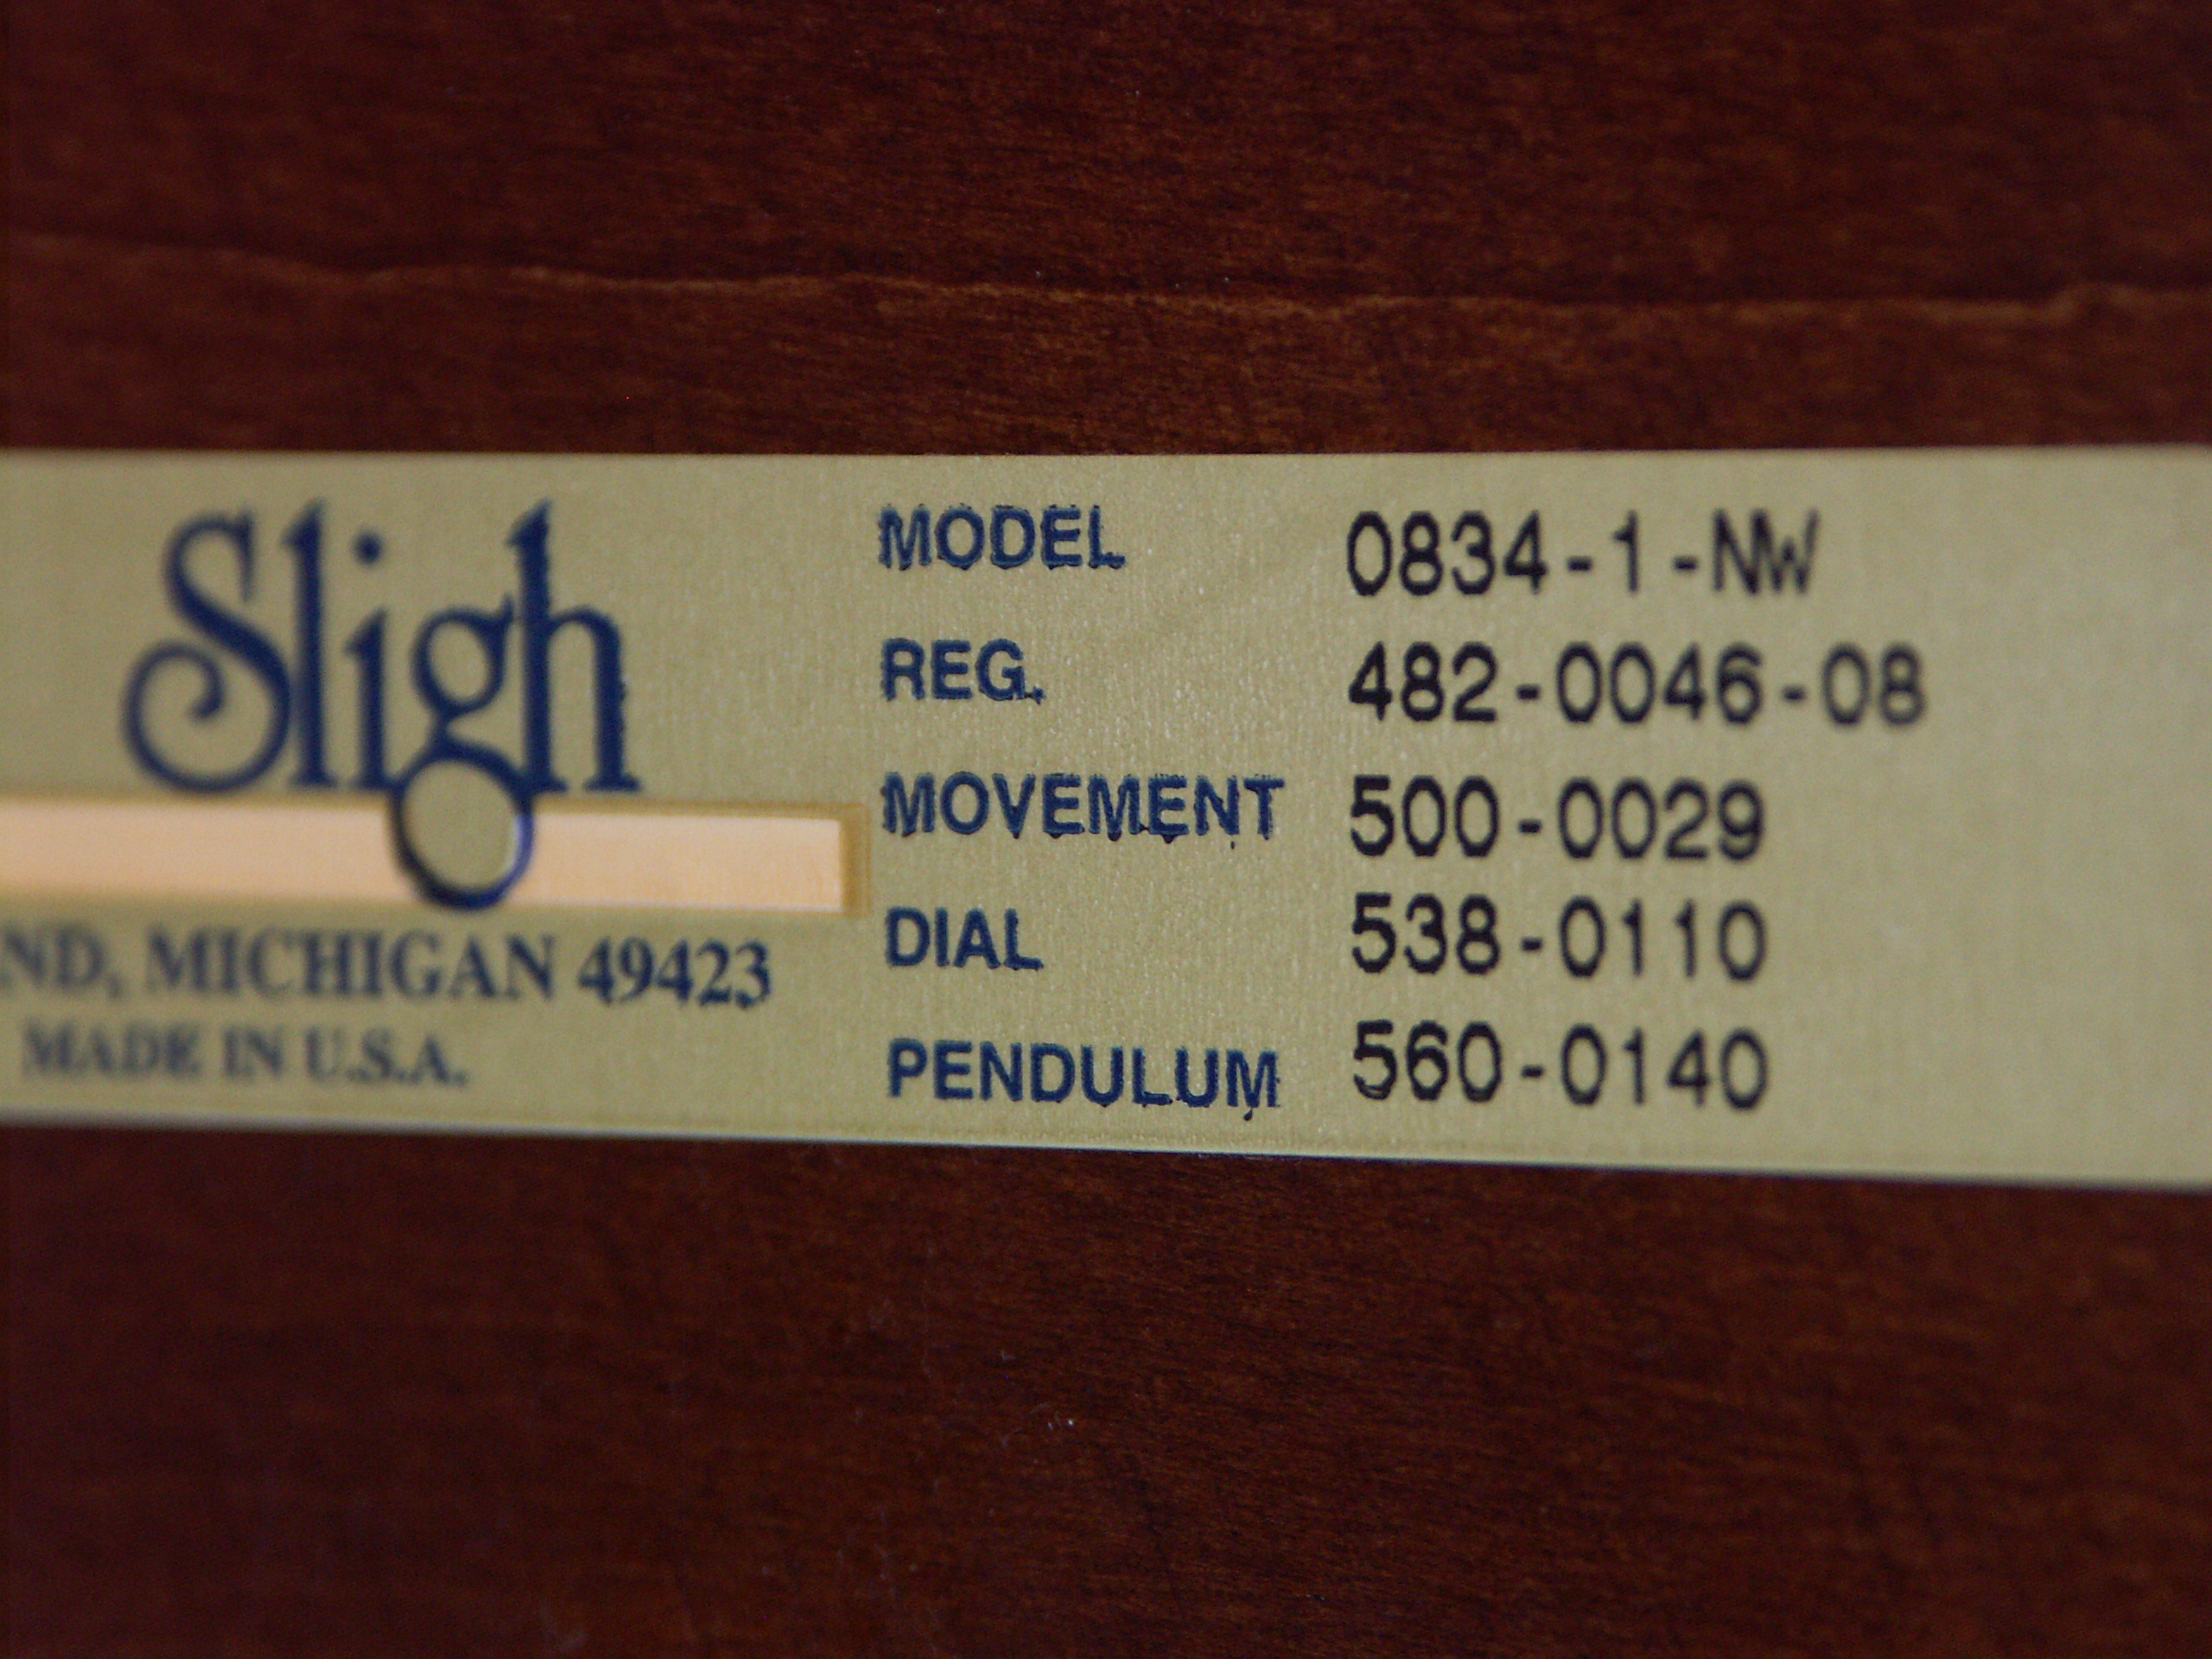 Sligh
ND, MICHIGAN 49423
MADE IN U.S.A.
MODEL 0834-1-NW
REG. 482-0046-08
MOVEMENT 500-0029
DIAL 538-0110
PENDULUM 560-0140